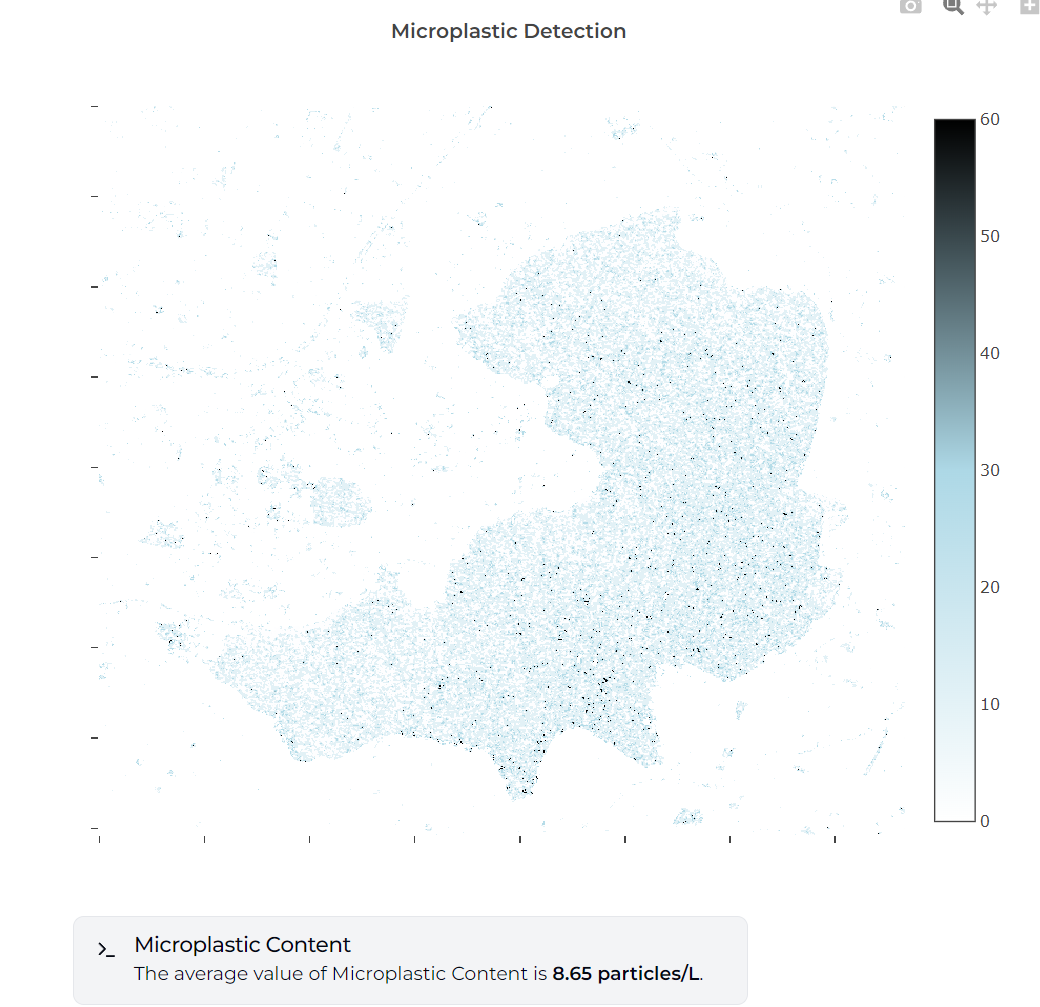 Microplastic Detection
60
50
40
30
20
10
0
>_ Microplastic Content
The average value of Microplastic Content is 8.65 particles/L.